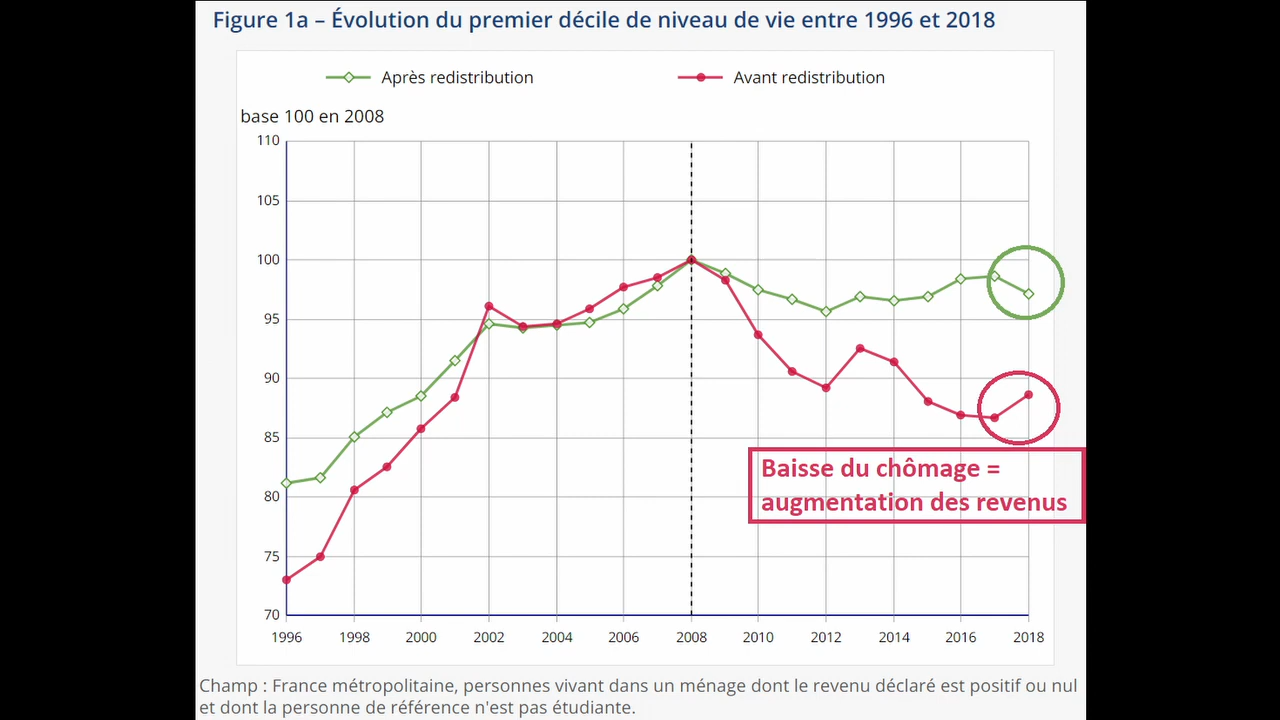 Figure 1a – Évolution du premier décile de niveau de vie entre 1996 et 2018
Après redistribution
Avant redistribution
base 100 en 2008
110
105
100
95
90
85
80
75
70
Baisse du chômage =
augmentation des revenus
1996 1998 2000 2002 2004 2006 2008 2010 2012 2014 2016 2018
Champ : France métropolitaine, personnes vivant dans un ménage dont le revenu déclaré est positif ou nul
et dont la personne de référence n'est pas étudiante.